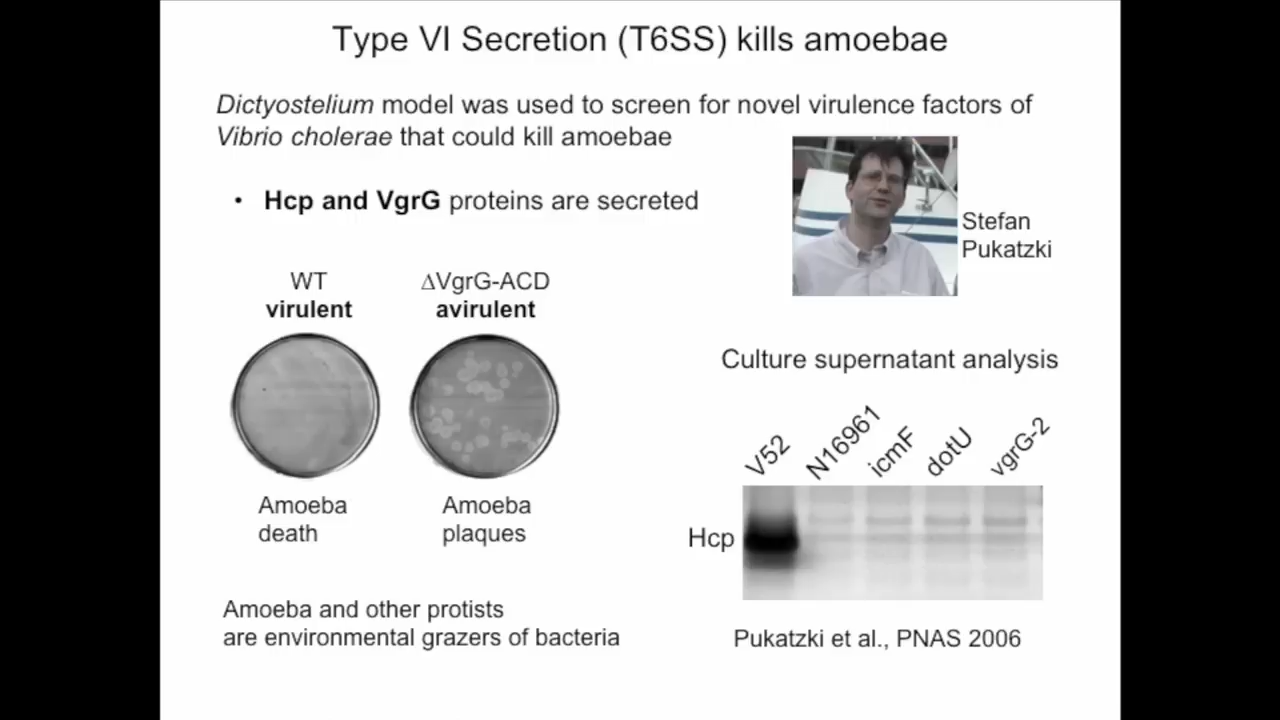 Type VI Secretion (T6SS) kills amoebae
Dictyostelium model was used to screen for novel virulence factors of
Vibrio cholerae that could kill amoebae
• Hcp and VgrG proteins are secreted
Stefan
Pukatzki
WT
virulent
ΔVgrG-ACD
avirulent
Amoeba
death
Amoeba
plaques
Amoeba and other protists
are environmental grazers of bacteria
Culture supernatant analysis
V52 N16961 icmF dotU vgrG-2
Hcp
Pukatzki et al., PNAS 2006